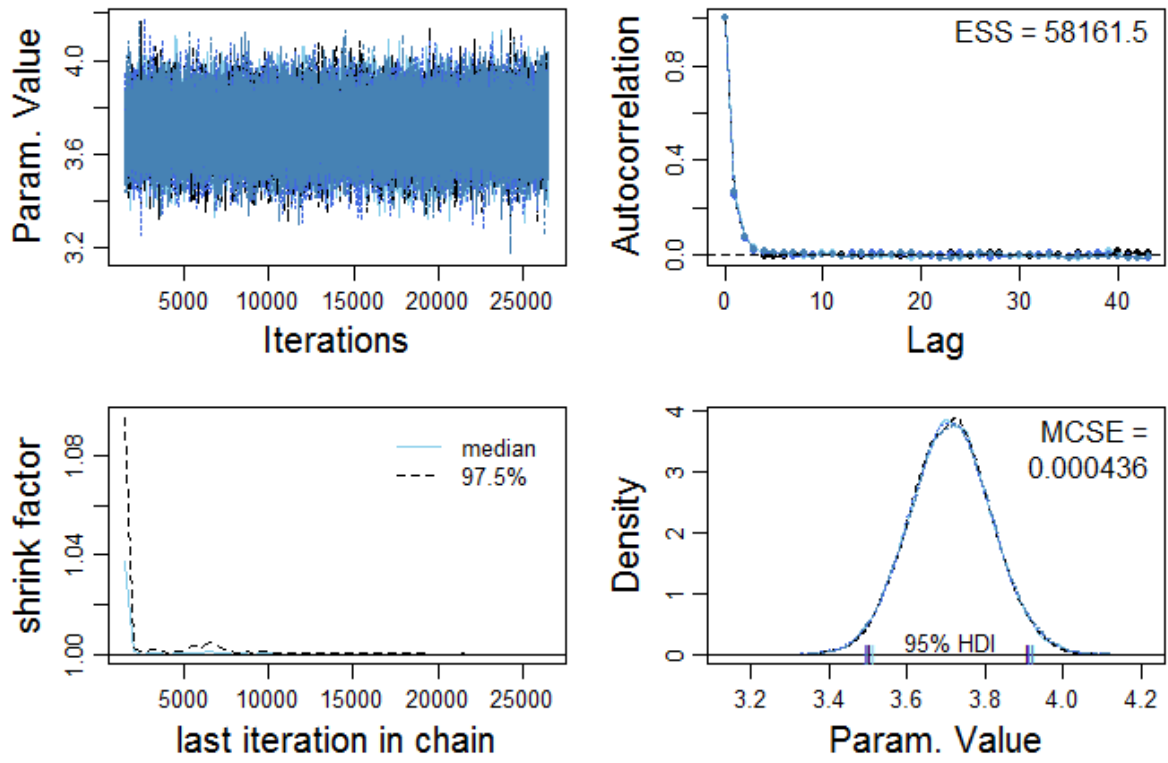 Param. Value
4.0
3.6
3.2
5000 10000 15000 20000 25000
Iterations
Autocorrelation
0.8
0.4
0.0
ESS = 58161.5
0 10 20 30 40
Lag
shrink factor
1.08
1.04
1.00
median
97.5%
5000 10000 15000 20000 25000
last iteration in chain
Density
4
3
2
1
0
MCSE =
0.000436
95% HDI
3.2 3.4 3.6 3.8 4.0 4.2
Param. Value